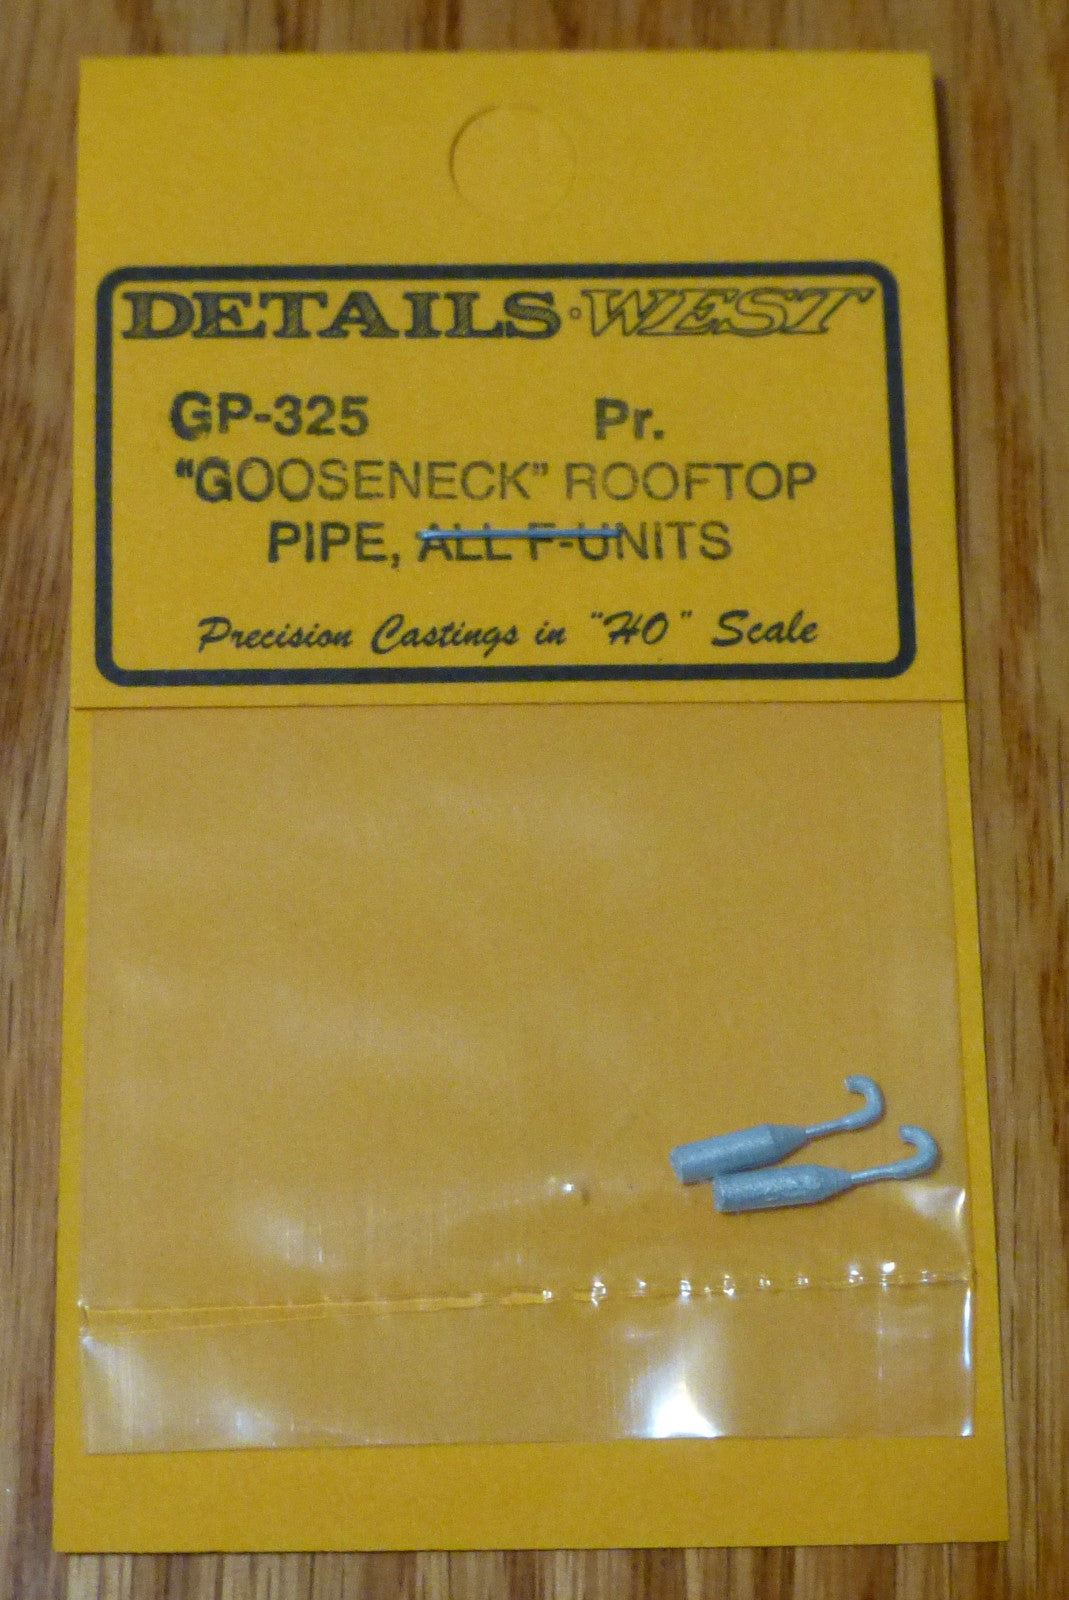 DETAILS·WEST
GP-325 Pr.
"GOOSENECK" ROOFTOP
PIPE, ALL F-UNITS
Precision Castings in "HO" Scale